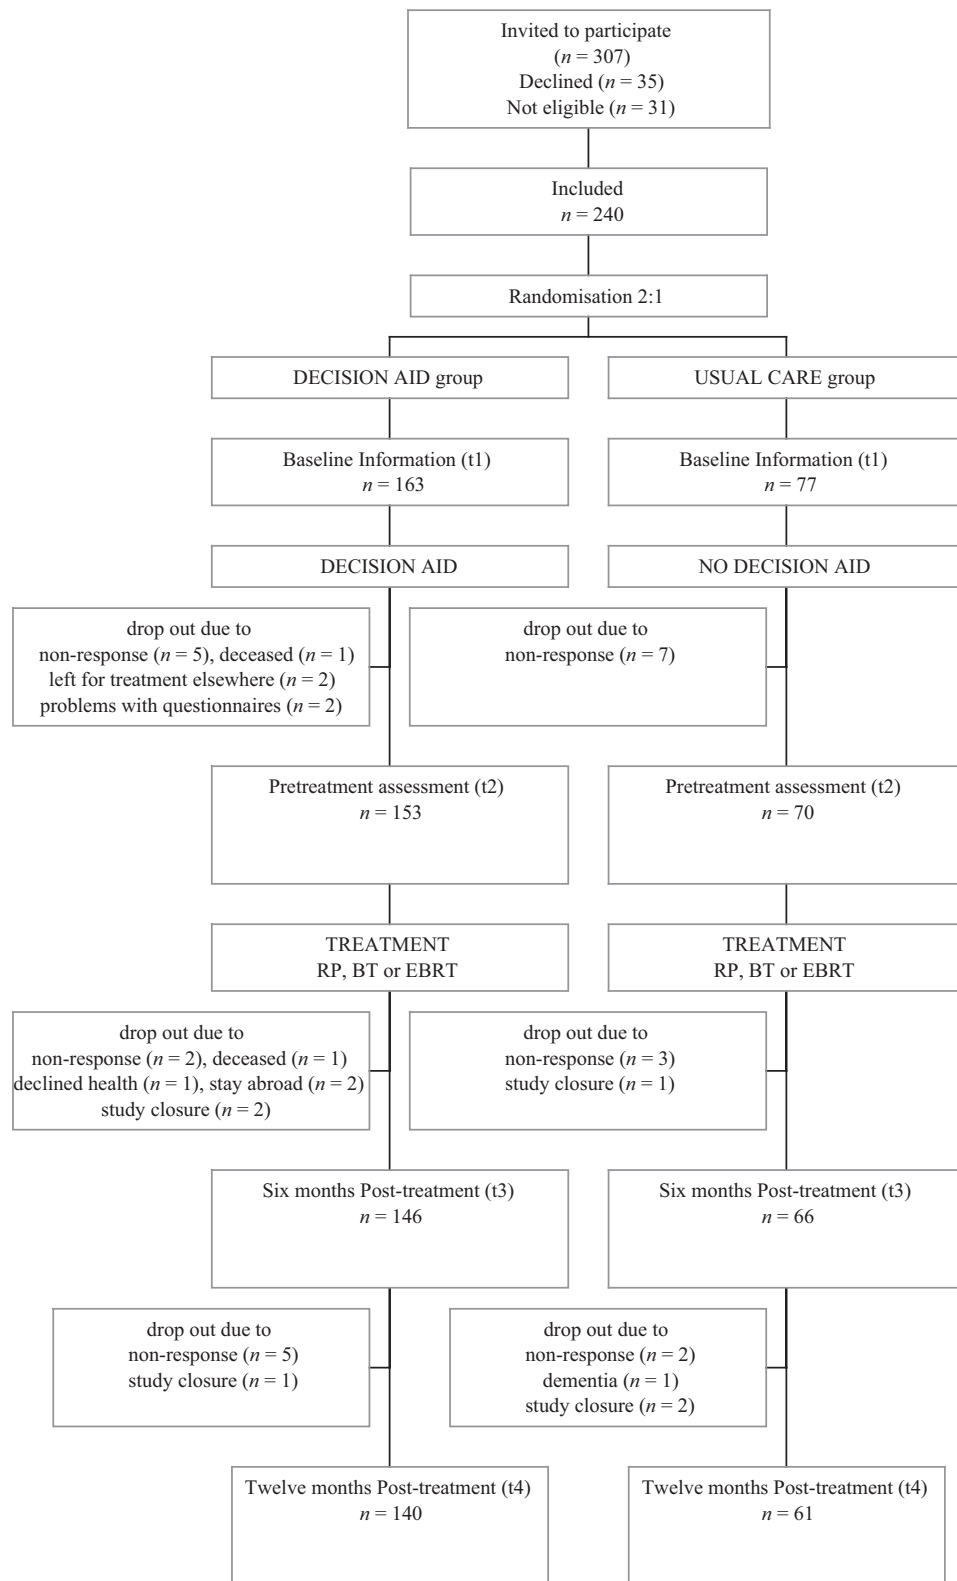 Invited to participate
(n = 307)
Declined (n = 35)
Not eligible (n = 31)
Included
n = 240
Randomisation 2:1
DECISION AID group
USUAL CARE group
Baseline Information (t1)
n = 163
Baseline Information (t1)
n = 77
DECISION AID
NO DECISION AID
drop out due to
non-response (n = 5), deceased (n = 1)
left for treatment elsewhere (n = 2)
problems with questionnaires (n = 2)
drop out due to
non-response (n = 7)
Pretreatment assessment (t2)
n = 153
Pretreatment assessment (t2)
n = 70
TREATMENT
RP, BT or EBRT
TREATMENT
RP, BT or EBRT
drop out due to
non-response (n = 2), deceased (n = 1)
declined health (n = 1), stay abroad (n = 2)
study closure (n = 2)
drop out due to
non-response (n = 3)
study closure (n = 1)
Six months Post-treatment (t3)
n = 146
Six months Post-treatment (t3)
n = 66
drop out due to
non-response (n = 5)
study closure (n = 1)
drop out due to
non-response (n = 2)
dementia (n = 1)
study closure (n = 2)
Twelve months Post-treatment (t4)
n = 140
Twelve months Post-treatment (t4)
n = 61